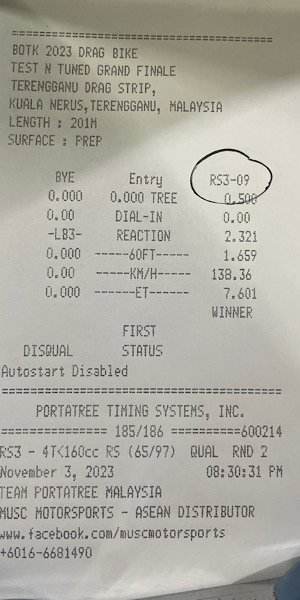 ================================
BOTK 2023 DRAG BIKE
TEST N TUNED GRAND FINALE
TERENGGANU DRAG STRIP,
KUALA NERUS,TERENGGANU, MALAYSIA
LENGTH : 201M
SURFACE : PREP
BYE Entry RS3-09
0.000 0.000 TREE 0.500
0.00 DIAL-IN 0.00
-LB3- REACTION 2.321
0.000 ------60FT----- 1.659
0.00 -----KM/H----- 138.36
0.000 ------ET------- 7.601
WINNER
FIRST
DISQUAL STATUS
Autostart Disabled
================================
PORTATREE TIMING SYSTEMS, INC.
============ 185/186 =========600214
RS3 - 4T<160cc RS (65/97) QUAL RND 2
November 3, 2023 08:30:31 PM
TEAM PORTATREE MALAYSIA
MUSC MOTORSPORTS - ASEAN DISTRIBUTOR
www.facebook.com/muscmotorsports
+6016-6681490